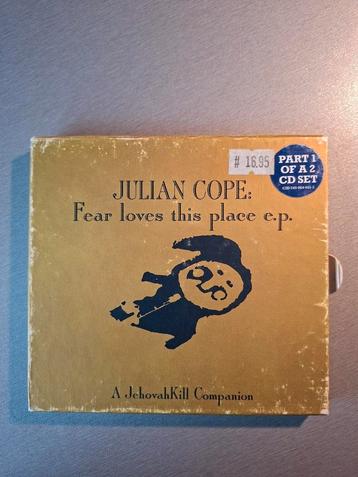 # 16.95
PART 1
OF A 2
CD SET
JULIAN COPE:
Fear loves this place e.p.
A JehovahKill Companion